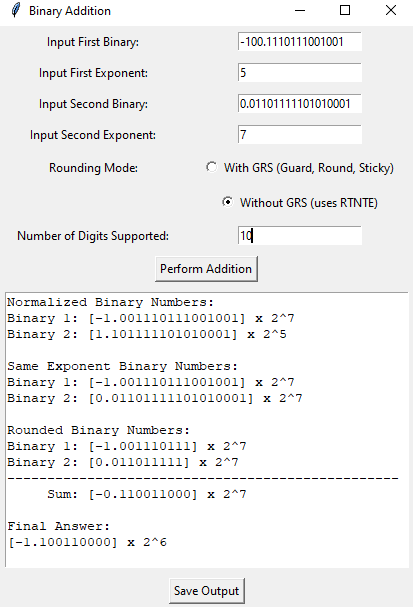 Binary Addition
Input First Binary: -100.1110111001001
Input First Exponent: 5
Input Second Binary: 0.01101111101010001
Input Second Exponent: 7
Rounding Mode: With GRS (Guard, Round, Sticky)
Without GRS (uses RTNTE)
Number of Digits Supported: 10
Perform Addition
Normalized Binary Numbers:
Binary 1: [-1.001110111001001] x 2^7
Binary 2: [1.101111101010001] x 2^5
Same Exponent Binary Numbers:
Binary 1: [-1.001110111001001] x 2^7
Binary 2: [0.01101111101010001] x 2^7
Rounded Binary Numbers:
Binary 1: [-1.001110111] x 2^7
Binary 2: [0.011011111] x 2^7
-------------------------------------------------
Sum: [-0.110011000] x 2^7
Final Answer:
[-1.100110000] x 2^6
Save Output